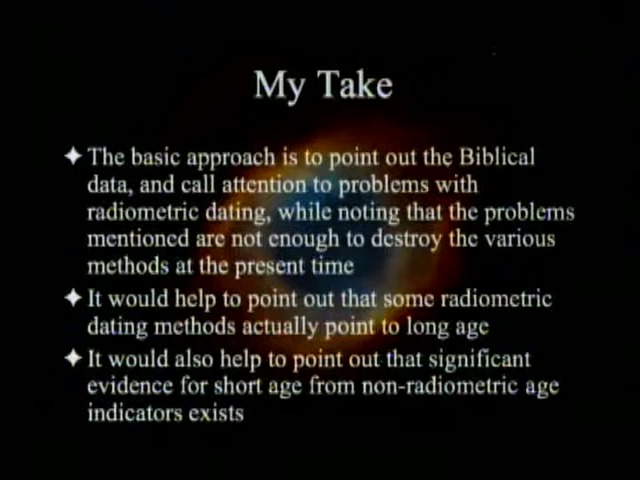 My Take
The basic approach is to point out the Biblical
data, and call attention to problems with
radiometric dating, while noting that the problems
mentioned are not enough to destroy the various
methods at the present time
It would help to point out that some radiometric
dating methods actually point to long age
It would also help to point out that significant
evidence for short age from non-radiometric age
indicators exists